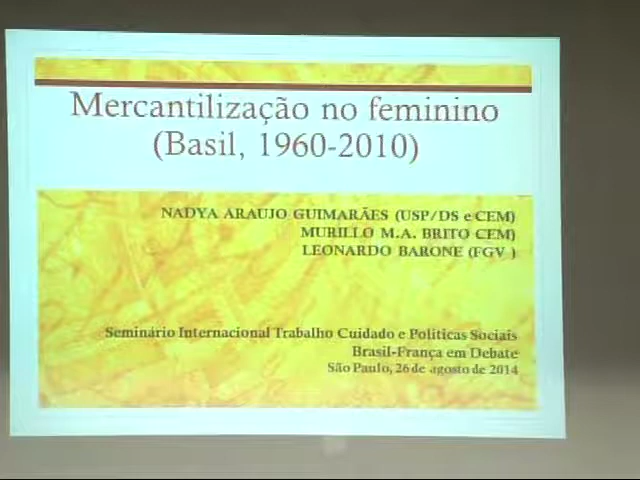 Mercantilização no feminino
(Basil, 1960-2010)
NADYA ARAUJO GUIMARÃES (USP/DS e CEM)
MURILLO M.A. BRITO CEM)
LEONARDO BARONE (FGV )
Seminário Internacional Trabalho Cuidado e Politicas Sociais
Brasil-França em Debate
São Paulo, 26 de agosto de 2014